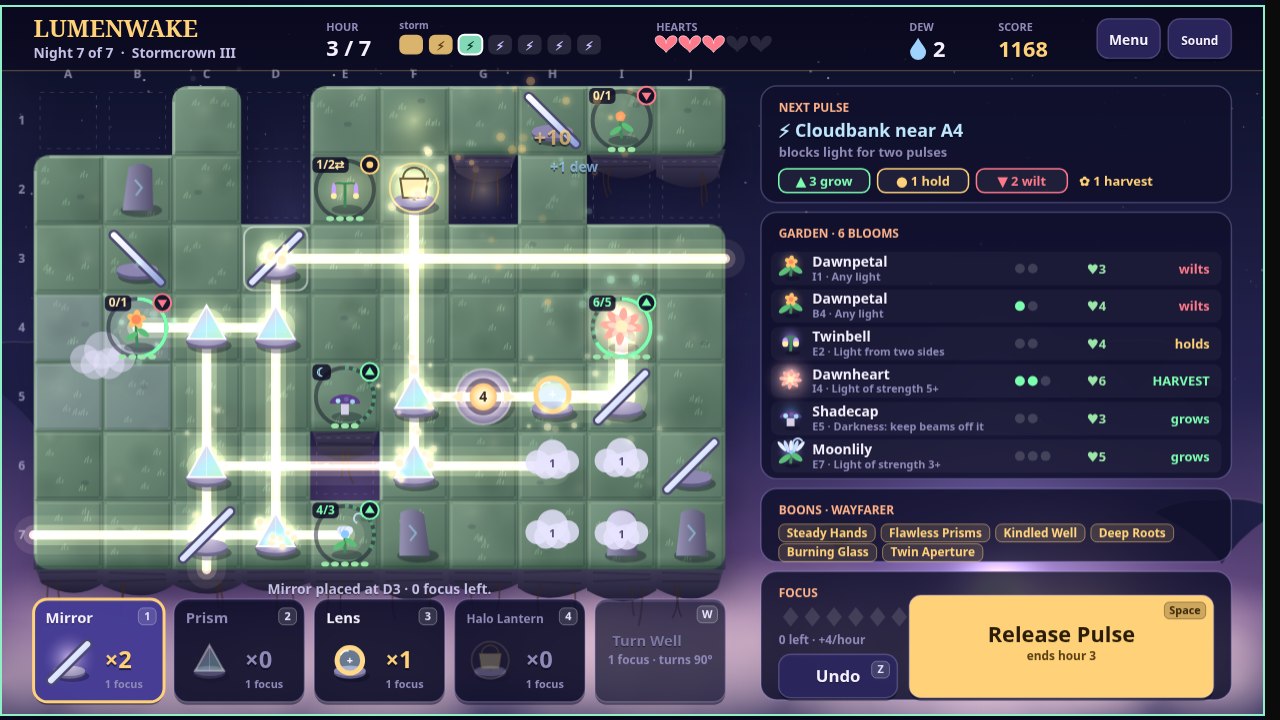 LUMENWAKE
Night 7 of 7 · Stormcrown III
HOUR
3 / 7
storm
HEARTS
DEW
2
SCORE
1168
Menu
Sound
A B C D E F G H I J
1
2
3
4
5
6
7
0/1
+10
+1 dew
1/2⇄
0/1
6/5
4
1
1
4/3
1
1
Mirror placed at D3 · 0 focus left.
Mirror
1
×2
1 focus
Prism
2
×0
1 focus
Lens
3
×1
1 focus
Halo Lantern
4
×0
1 focus
Turn Well
W
1 focus · turns 90°
NEXT PULSE
⚡ Cloudbank near A4
blocks light for two pulses
▲ 3 grow
● 1 hold
▼ 2 wilt
✿ 1 harvest
GARDEN · 6 BLOOMS
Dawnpetal
I1 · Any light
♥3
wilts
Dawnpetal
B4 · Any light
♥4
wilts
Twinbell
E2 · Light from two sides
♥4
holds
Dawnheart
I4 · Light of strength 5+
♥6
HARVEST
Shadecap
E5 · Darkness: keep beams off it
♥3
grows
Moonlily
E7 · Light of strength 3+
♥5
grows
BOONS · WAYFARER
Steady Hands
Flawless Prisms
Kindled Well
Deep Roots
Burning Glass
Twin Aperture
FOCUS
0 left · +4/hour
Undo
Z
Release Pulse
Space
ends hour 3